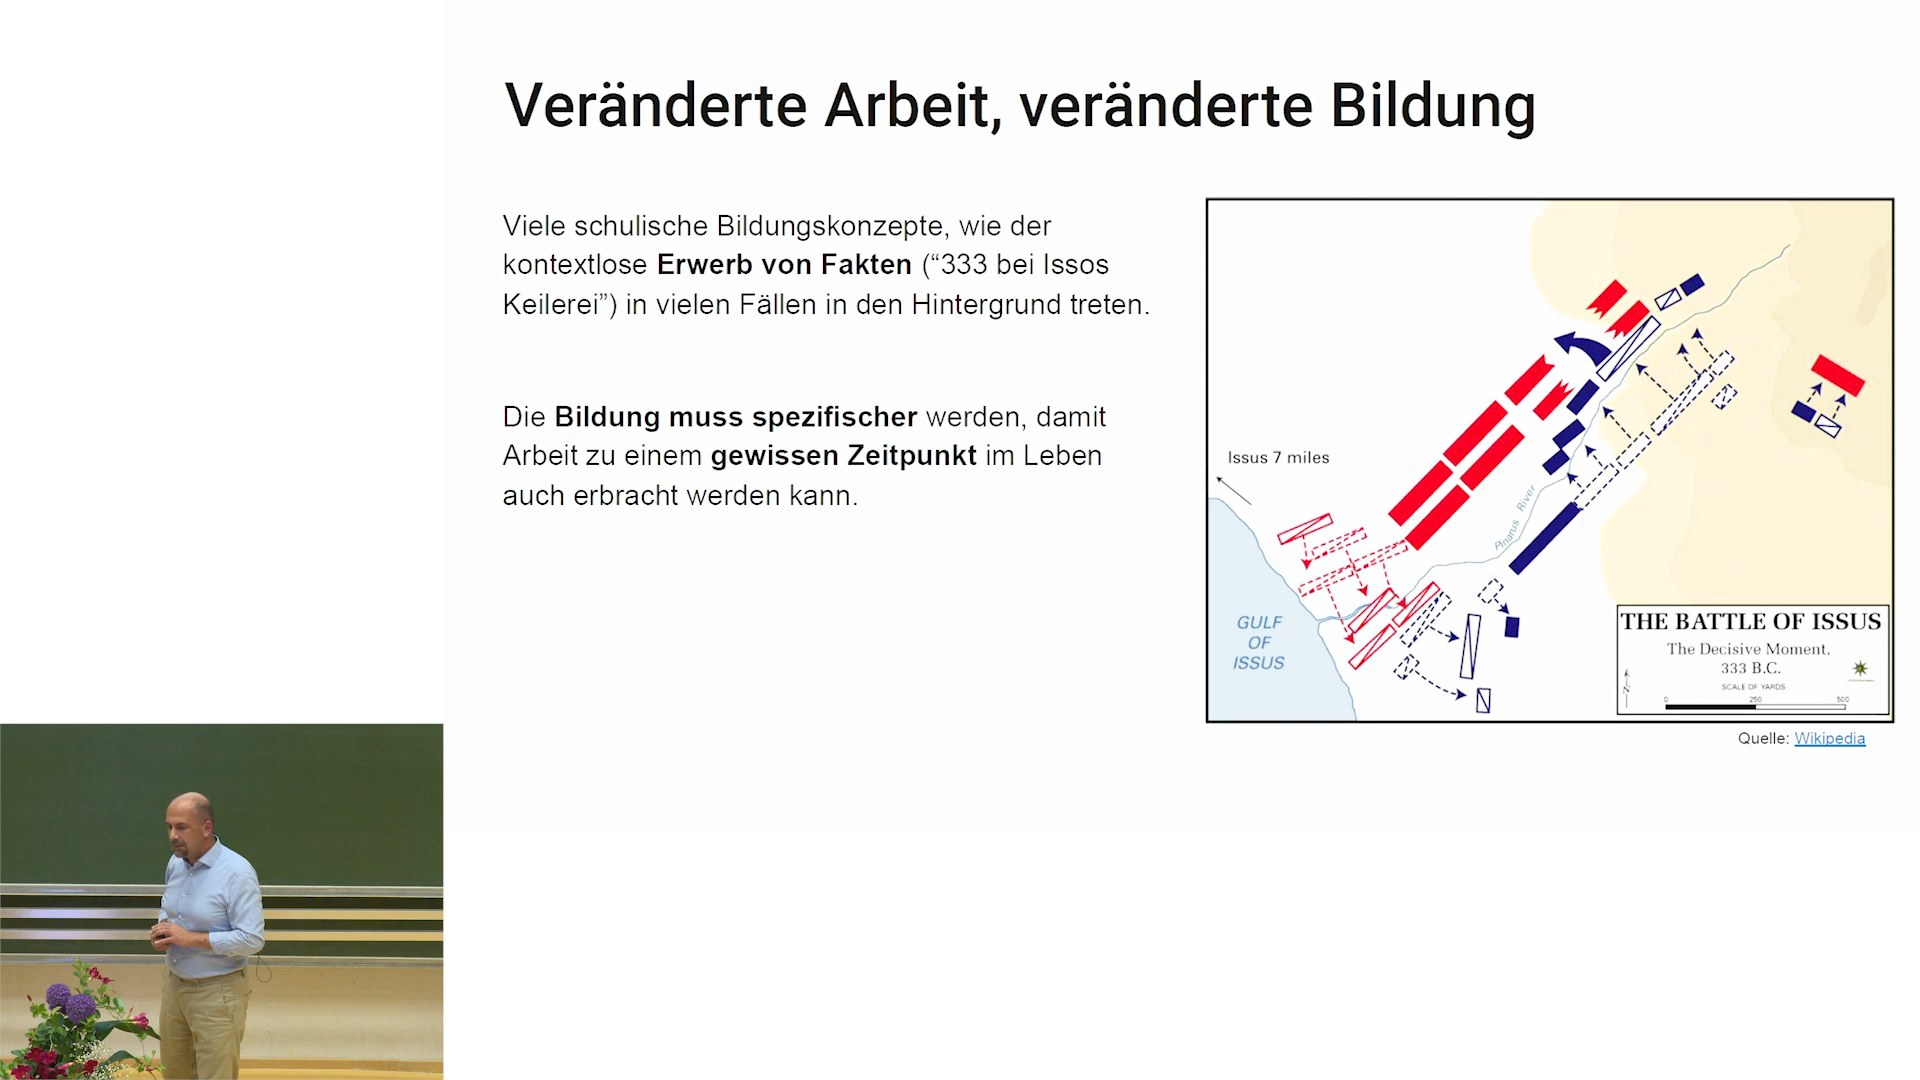 Veränderte Arbeit, veränderte Bildung
Viele schulische Bildungskonzepte, wie der
kontextlose Erwerb von Fakten (“333 bei Issos
Keilerei”) in vielen Fällen in den Hintergrund treten.
Die Bildung muss spezifischer werden, damit
Arbeit zu einem gewissen Zeitpunkt im Leben
auch erbracht werden kann.
Issus 7 miles
Pinarus River
GULF
OF
ISSUS
THE BATTLE OF ISSUS
The Decisive Moment,
333 B.C.
SCALE OF YARDS
0 250 500
N
Quelle: Wikipedia